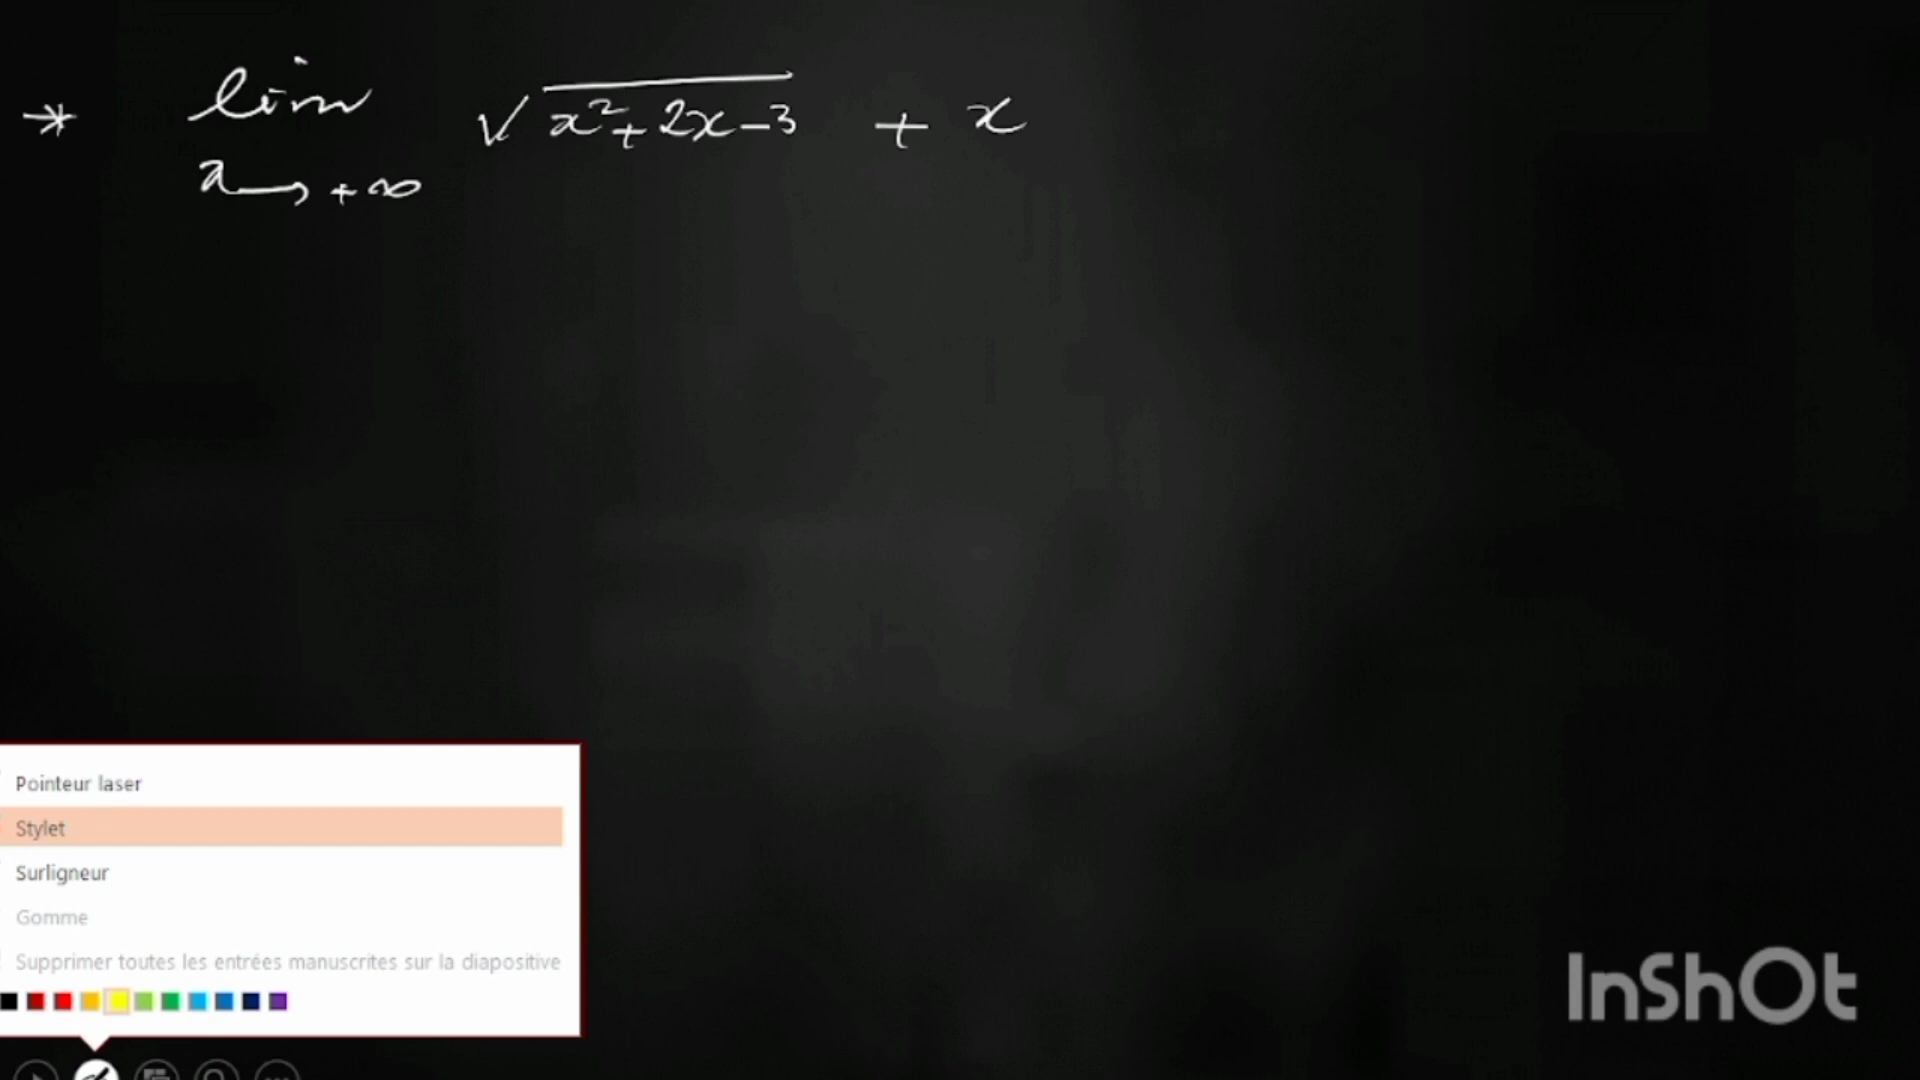 * lim √x²+2x-3 + x
x→+∞
Pointeur laser
Stylet
Surligneur
Gomme
Supprimer toutes les entrées manuscrites sur la diapositive
InShOt